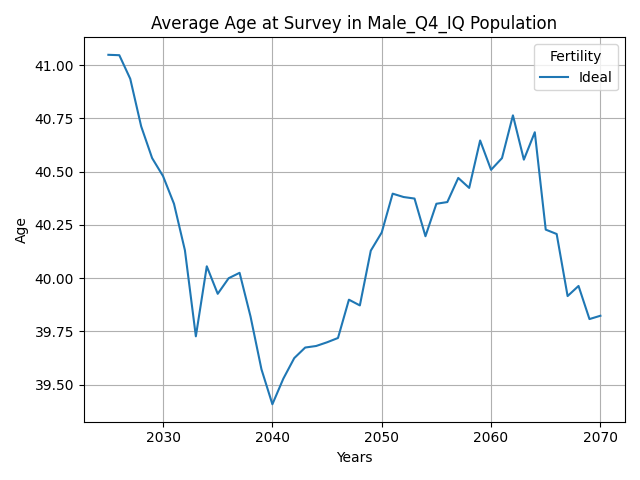 Average Age at Survey in Male_Q4_IQ Population
Fertility
Ideal
41.00
40.75
40.50
40.25
40.00
39.75
39.50
Age
2030 2040 2050 2060 2070
Years